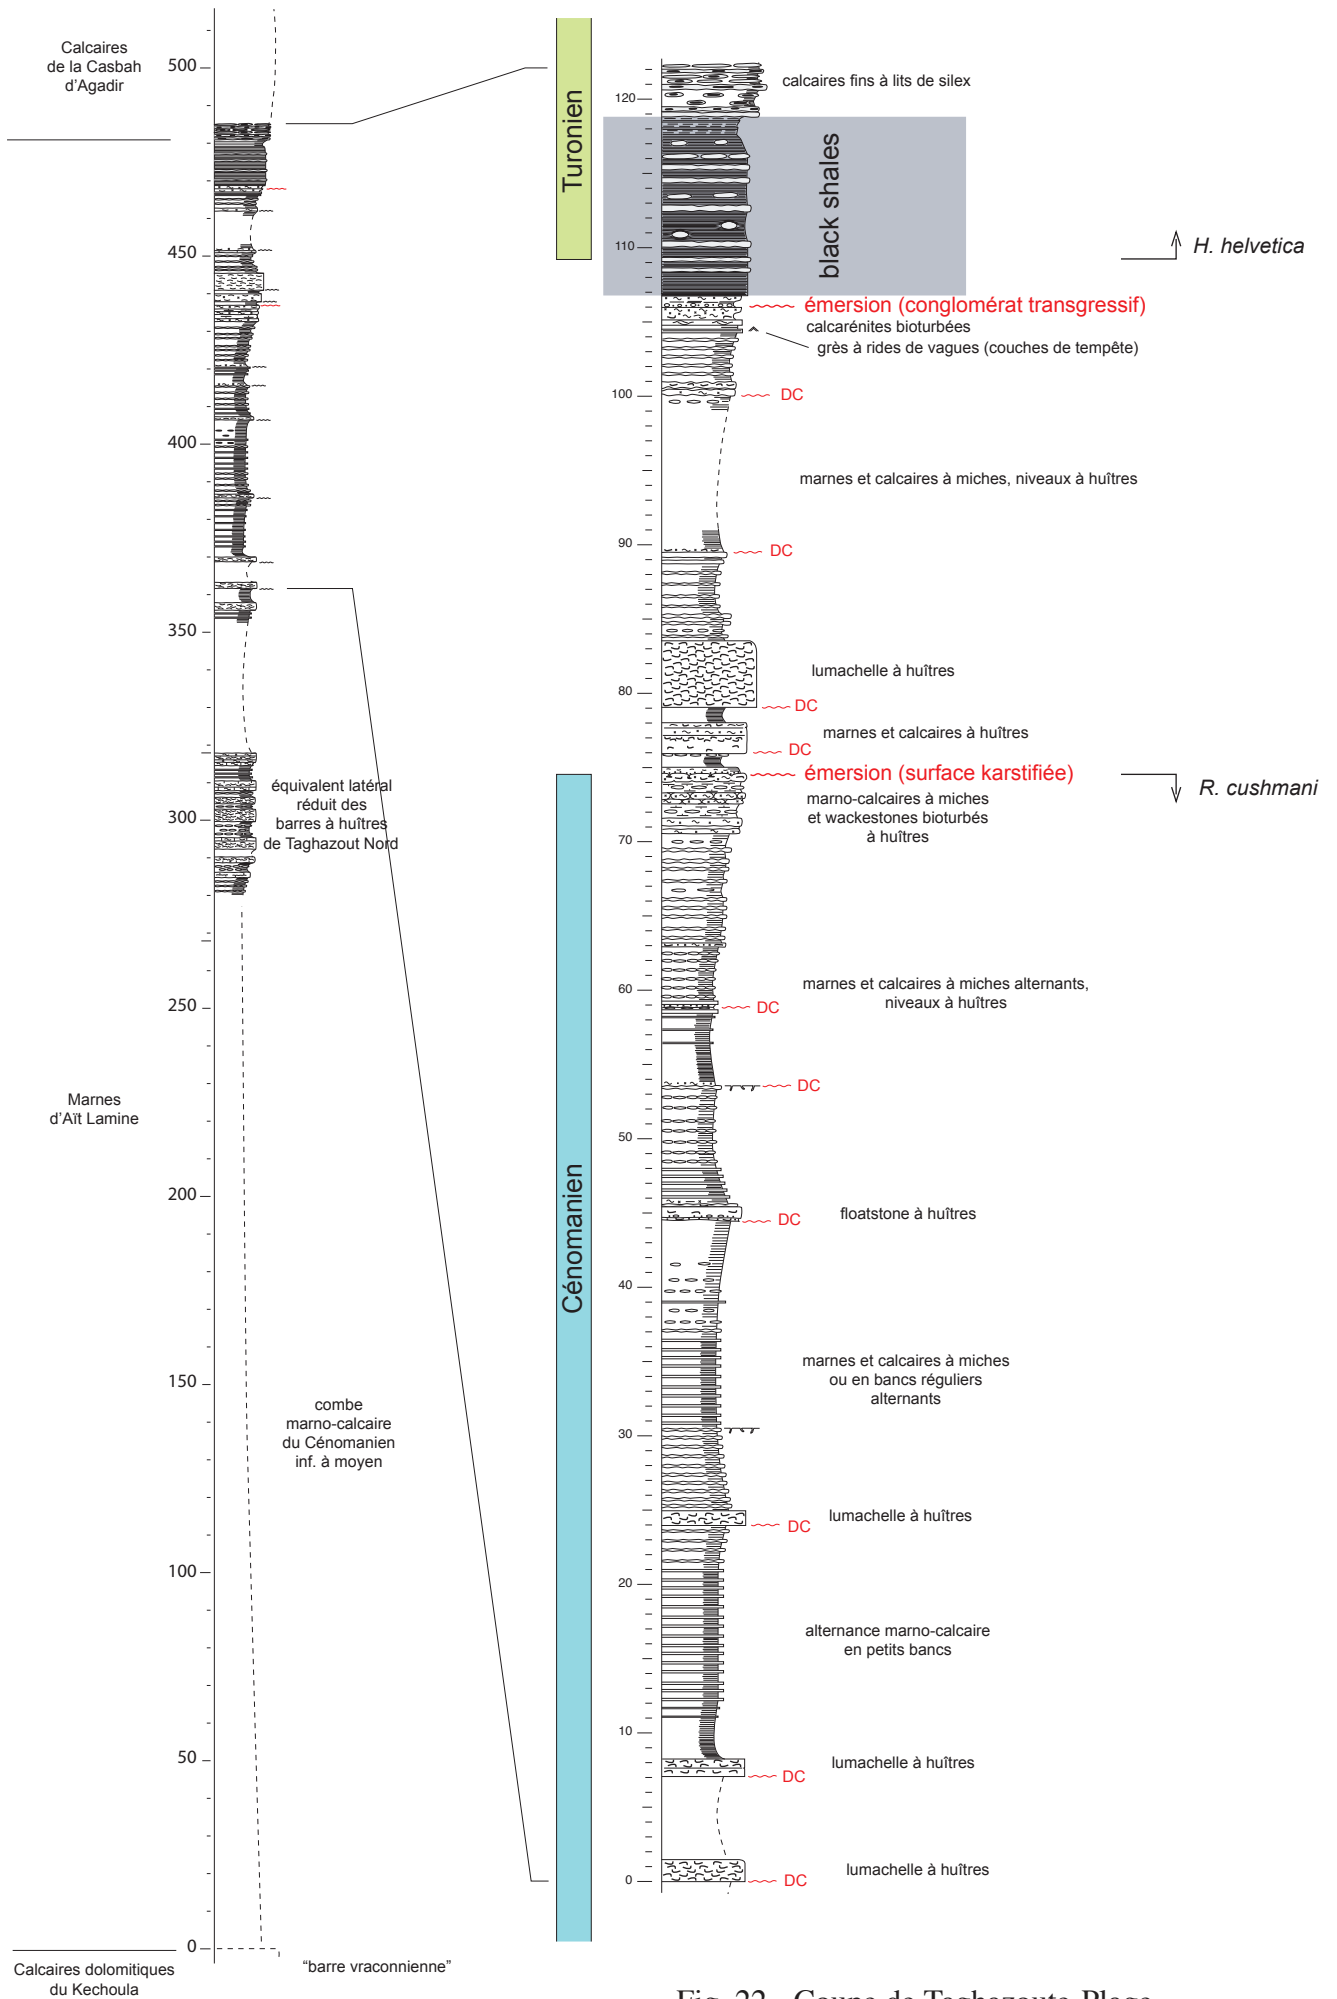 Calcaires
de la Casbah
d'Agadir
500
450
400
350
300
250
200
150
100
50
0
équivalent latéral
réduit des
barres à huîtres
de Taghazout Nord
Marnes
d'Aït Lamine
combe
marno-calcaire
du Cénomanien
inf. à moyen
Calcaires dolomitiques
du Kechoula
"barre vraconnienne"
Turonien
Cénomanien
120
110
100
90
80
70
60
50
40
30
20
10
0
calcaires fins à lits de silex
black shales
H. helvetica
émersion (conglomérat transgressif)
calcarénites bioturbées
grès à rides de vagues (couches de tempête)
DC
marnes et calcaires à miches, niveaux à huîtres
DC
lumachelle à huîtres
DC
marnes et calcaires à huîtres
DC
émersion (surface karstifiée)
R. cushmani
marno-calcaires à miches
et wackestones bioturbés
à huîtres
marnes et calcaires à miches alternants,
niveaux à huîtres
DC
DC
floatstone à huîtres
DC
marnes et calcaires à miches
ou en bancs réguliers
alternants
lumachelle à huîtres
DC
alternance marno-calcaire
en petits bancs
lumachelle à huîtres
DC
lumachelle à huîtres
DC
Fig. 22 - Coupe de Taghazoute-Plage